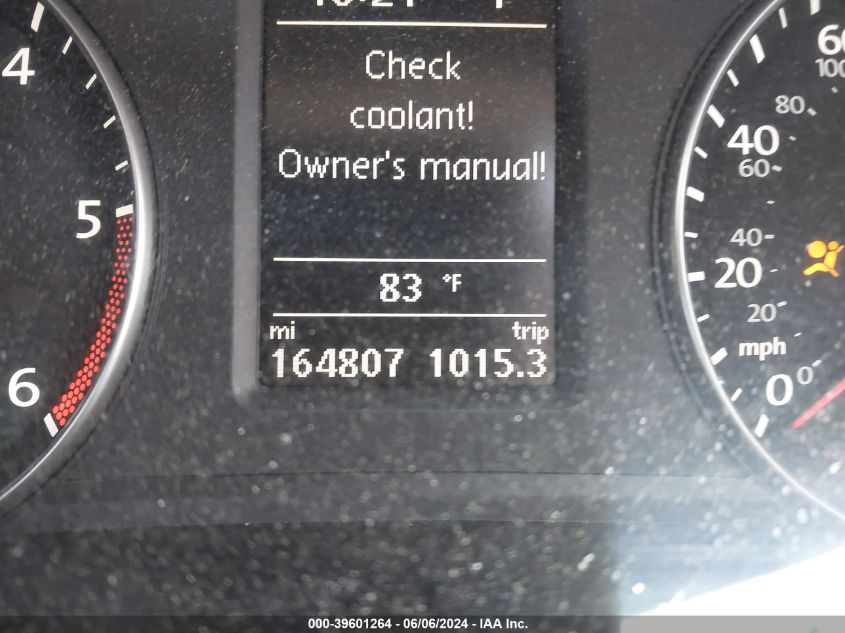 Check
coolant!
Owner's manual!
83 °F
mi trip
164807 1015.3
4
5
6
60
100
80
40
60
40
20
20
mph
0
0
000-39601264 - 06/06/2024 - IAA Inc.